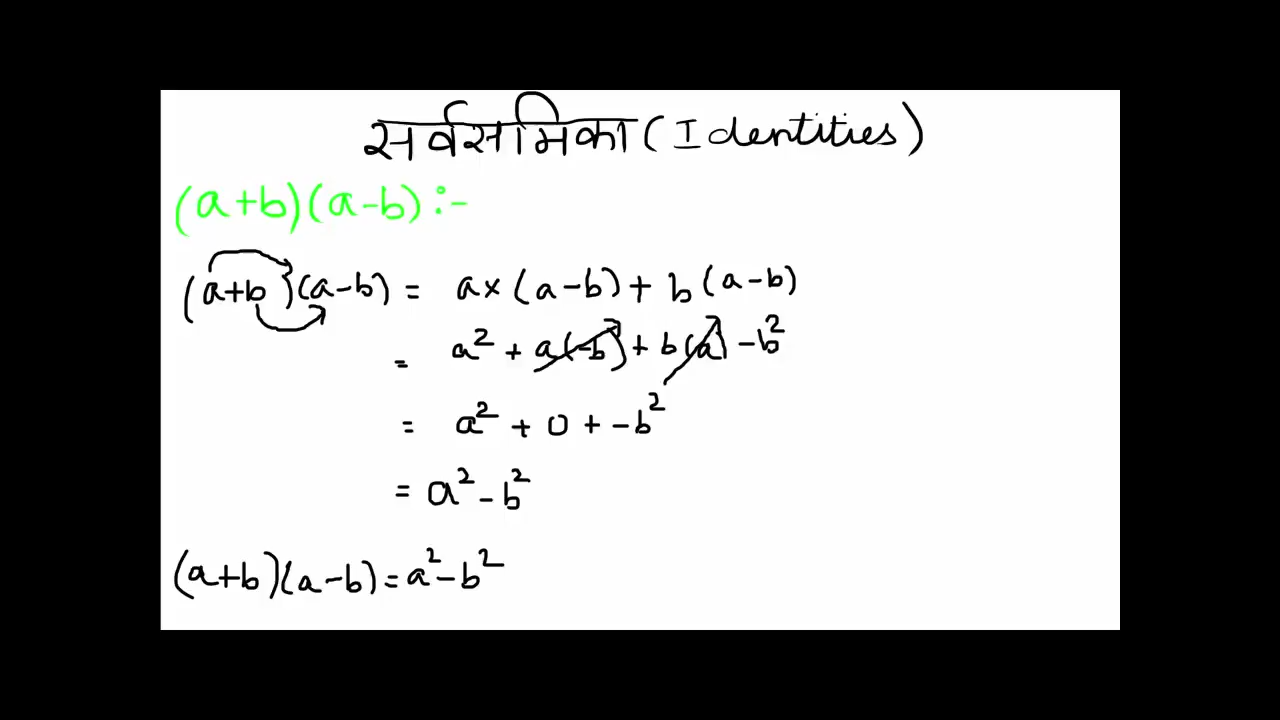 सर्वसमिका (Identities)
(a+b)(a-b) :-
(a+b)(a-b) = a×(a-b) + b(a-b)
= a² + a(-b) + b(a) - b²
= a² + 0 + -b²
= a² - b²
(a+b)(a-b) = a² - b²